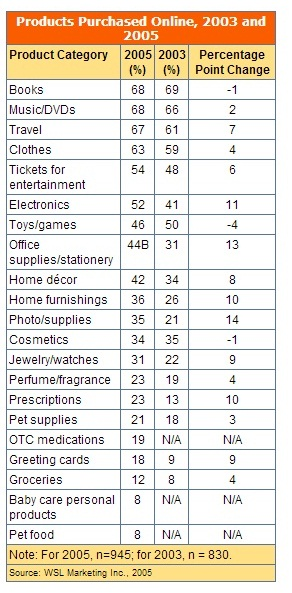 Products Purchased Online, 2003 and
2005
Product Category 2005 (%) 2003 (%) Percentage Point Change
Books 68 69 -1
Music/DVDs 68 66 2
Travel 67 61 7
Clothes 63 59 4
Tickets for entertainment 54 48 6
Electronics 52 41 11
Toys/games 46 50 -4
Office supplies/stationery 44B 31 13
Home décor 42 34 8
Home furnishings 36 26 10
Photo/supplies 35 21 14
Cosmetics 34 35 -1
Jewelry/watches 31 22 9
Perfume/fragrance 23 19 4
Prescriptions 23 13 10
Pet supplies 21 18 3
OTC medications 19 N/A N/A
Greeting cards 18 9 9
Groceries 12 8 4
Baby care personal products 8 N/A N/A
Pet food 8 N/A N/A
Note: For 2005, n=945; for 2003, n = 830.
Source: WSL Marketing Inc., 2005